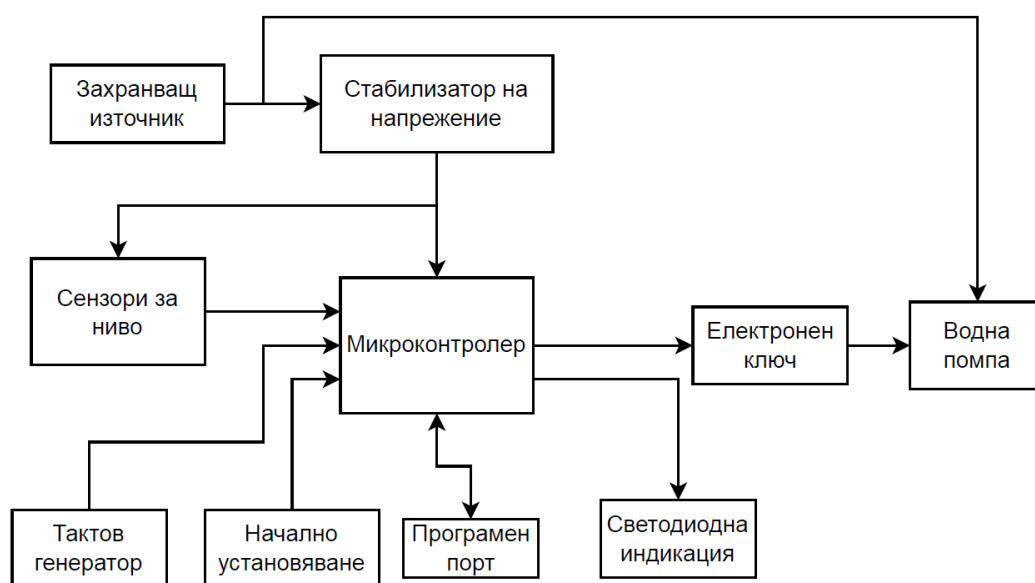 Захранващ
източник
Стабилизатор на
напрежение
Сензори за
ниво
Микроконтролер
Електронен
ключ
Водна
помпа
Тактов
генератор
Начално
установяване
Програмен
порт
Светодиодна
индикация